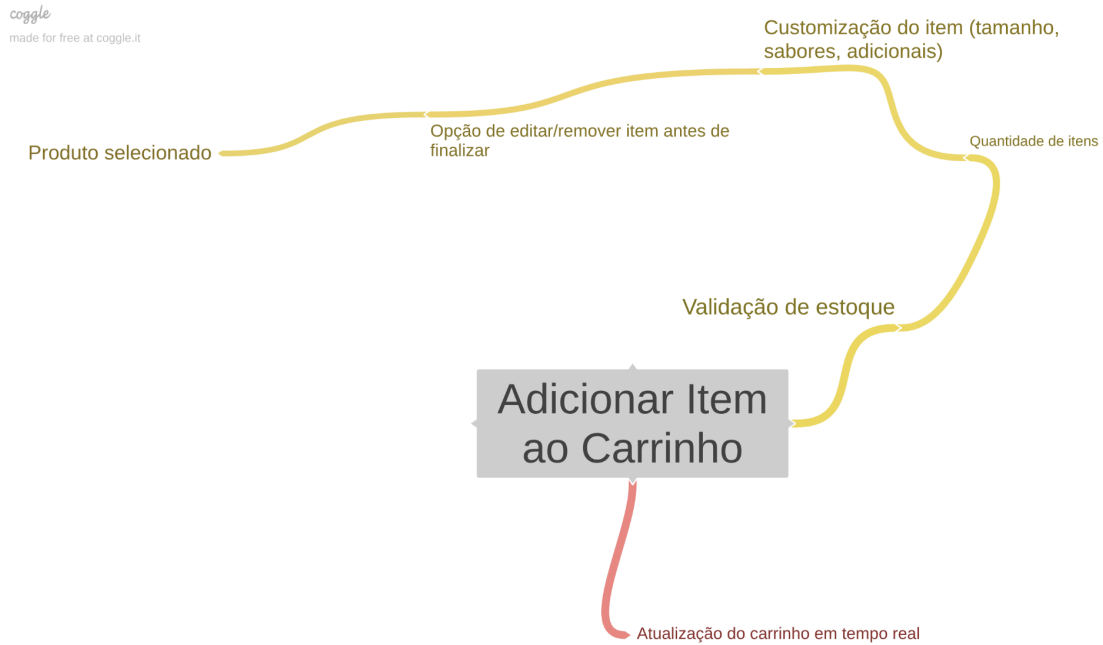 coggle
made for free at coggle.it
Customização do item (tamanho,
sabores, adicionais)
Opção de editar/remover item antes de
finalizar
Produto selecionado
Quantidade de itens
Validação de estoque
Adicionar Item
ao Carrinho
Atualização do carrinho em tempo real